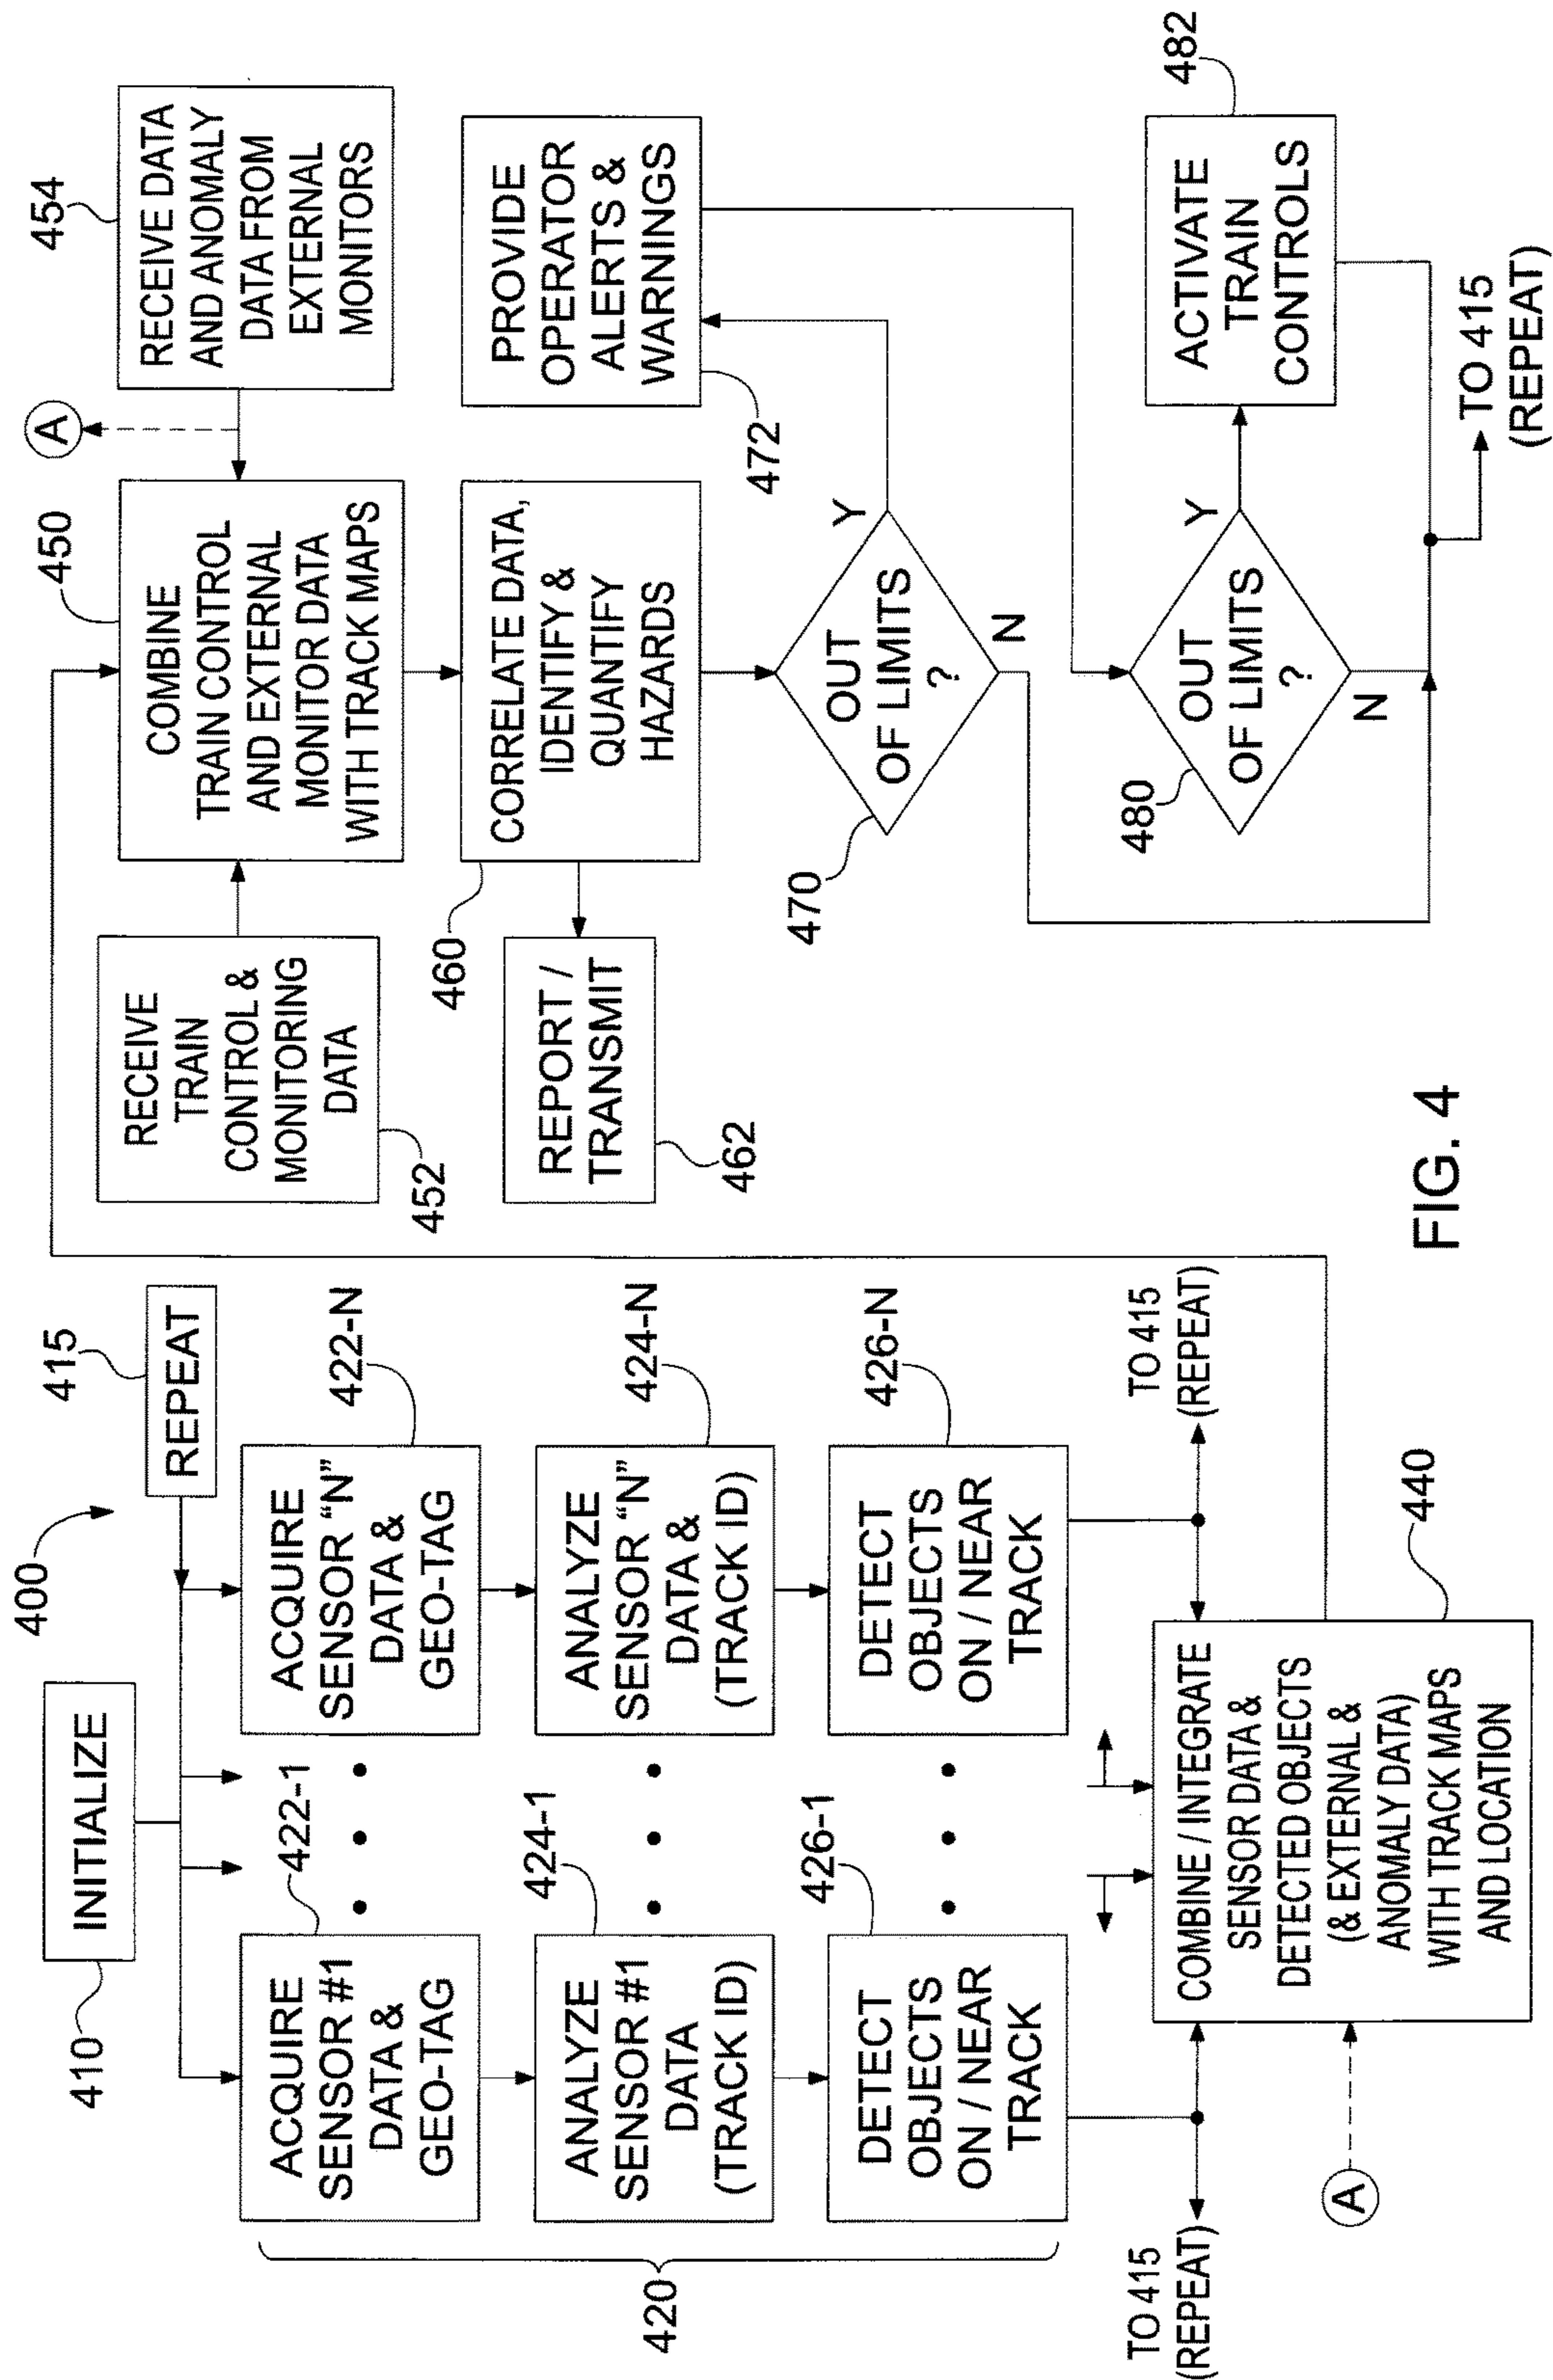 400
410
INITIALIZE
415
REPEAT
422-1
ACQUIRE
SENSOR #1
DATA &
GEO-TAG
422-N
ACQUIRE
SENSOR “N”
DATA &
GEO-TAG
424-1
ANALYZE
SENSOR #1
DATA
(TRACK ID)
424-N
ANALYZE
SENSOR “N”
DATA &
(TRACK ID)
426-1
DETECT
OBJECTS
ON / NEAR
TRACK
426-N
DETECT
OBJECTS
ON / NEAR
TRACK
420
TO 415
(REPEAT)
TO 415
(REPEAT)
440
COMBINE / INTEGRATE
SENSOR DATA &
DETECTED OBJECTS
(& EXTERNAL &
ANOMALY DATA)
WITH TRACK MAPS
AND LOCATION
A
452
RECEIVE
TRAIN
CONTROL &
MONITORING
DATA
450
COMBINE
TRAIN CONTROL
AND EXTERNAL
MONITOR DATA
WITH TRACK MAPS
A
454
RECEIVE DATA
AND ANOMALY
DATA FROM
EXTERNAL
MONITORS
460
CORRELATE DATA,
IDENTIFY &
QUANTIFY
HAZARDS
462
REPORT /
TRANSMIT
472
PROVIDE
OPERATOR
ALERTS &
WARNINGS
470
OUT
OF LIMITS
?
Y
N
480
OUT
OF LIMITS
?
Y
N
482
ACTIVATE
TRAIN
CONTROLS
TO 415
(REPEAT)
FIG. 4